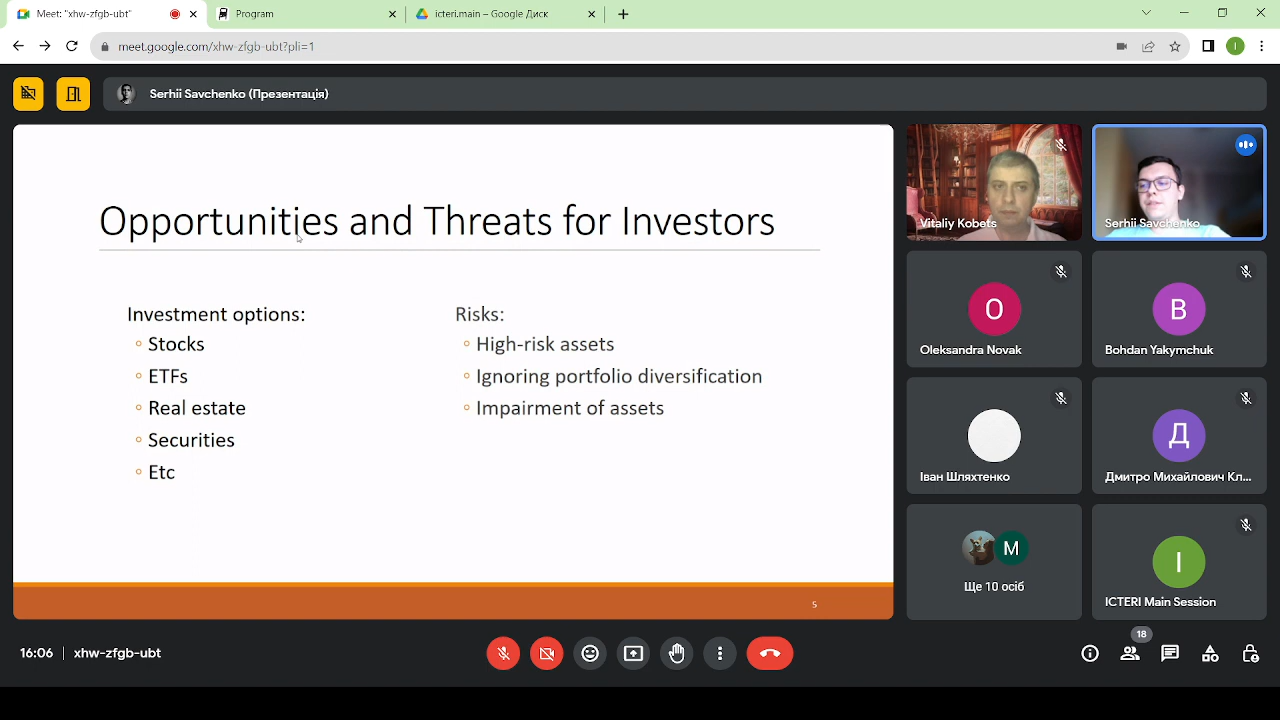 Meet: "xhw-zfgb-ubt"
Program
icteri.main – Google Диск
meet.google.com/xhw-zfgb-ubt?pli=1
I
Serhii Savchenko (Презентація)
Opportunities and Threats for Investors
Investment options:
Stocks
ETFs
Real estate
Securities
Etc
Risks:
High-risk assets
Ignoring portfolio diversification
Impairment of assets
5
Vitaliy Kobets
Serhii Savchenko
O
Oleksandra Novak
B
Bohdan Yakymchuk
Іван Шляхтенко
Д
Дмитро Михайлович Кл...
M
Ще 10 осіб
I
ICTERI Main Session
16:06 | xhw-zfgb-ubt
18